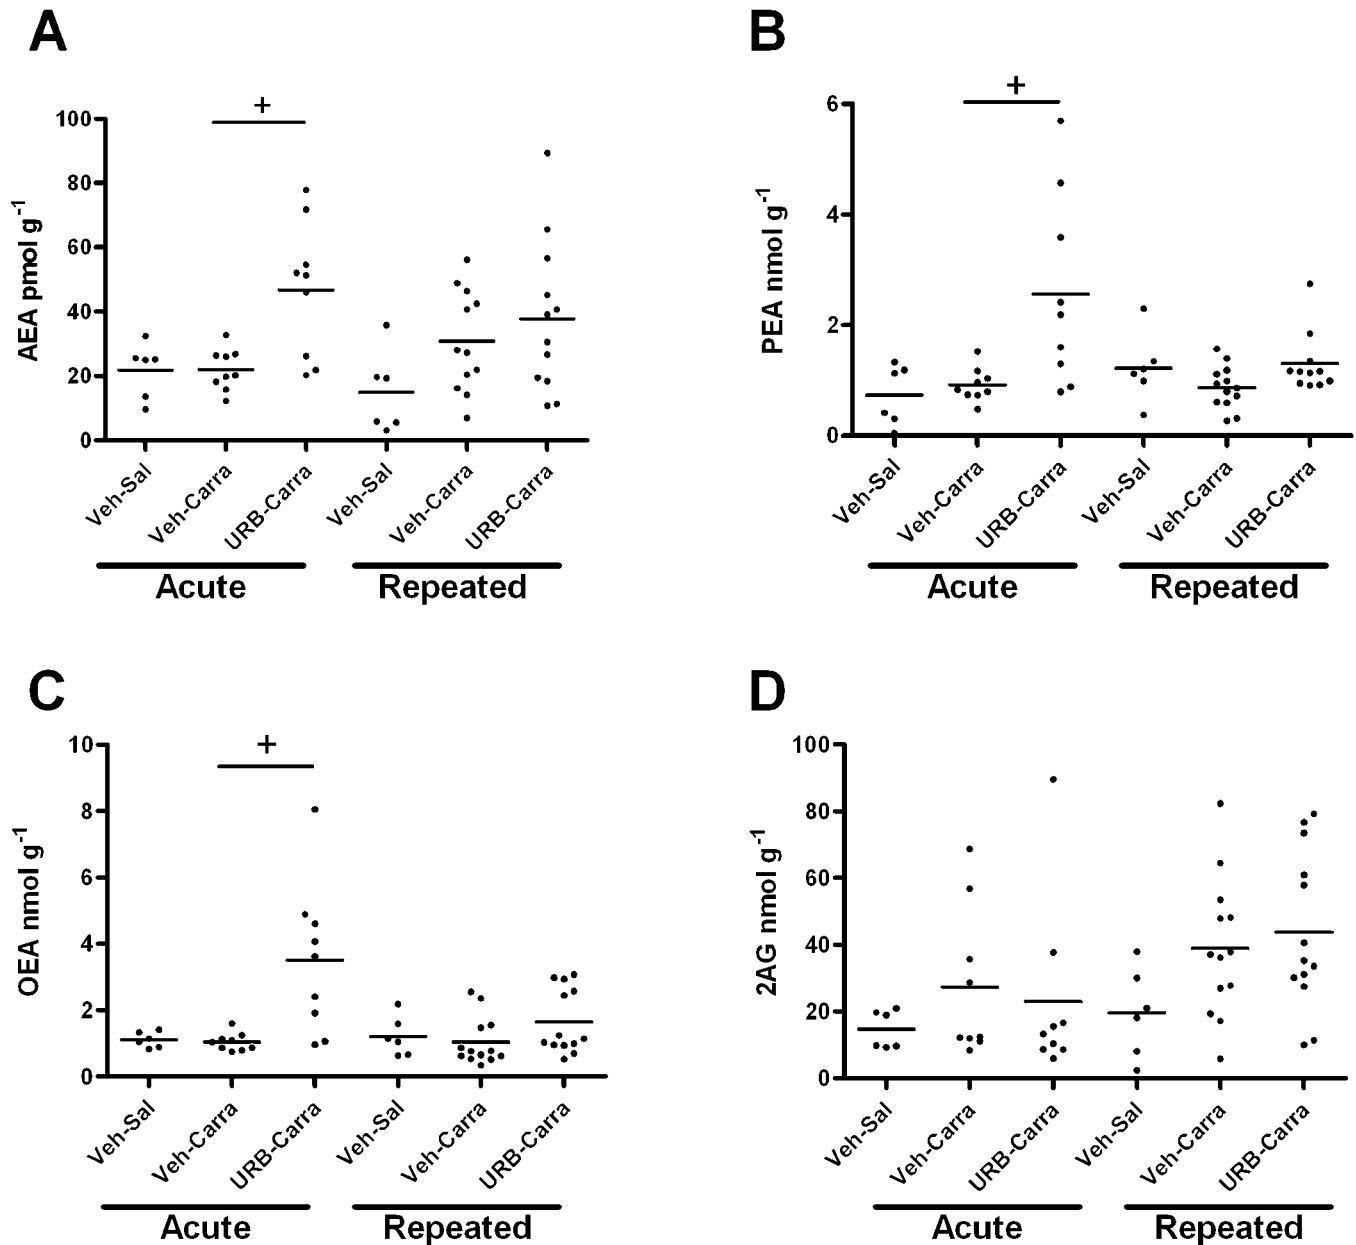 A
+
100
80
60
40
20
0
AEA pmol g-1
Veh-Sal
Veh-Carra
URB-Carra
Veh-Sal
Veh-Carra
URB-Carra
Acute
Repeated
B
+
6
4
2
0
PEA nmol g-1
Veh-Sal
Veh-Carra
URB-Carra
Veh-Sal
Veh-Carra
URB-Carra
Acute
Repeated
C
+
10
8
6
4
2
0
OEA nmol g-1
Veh-Sal
Veh-Carra
URB-Carra
Veh-Sal
Veh-Carra
URB-Carra
Acute
Repeated
D
100
80
60
40
20
0
2AG nmol g-1
Veh-Sal
Veh-Carra
URB-Carra
Veh-Sal
Veh-Carra
URB-Carra
Acute
Repeated